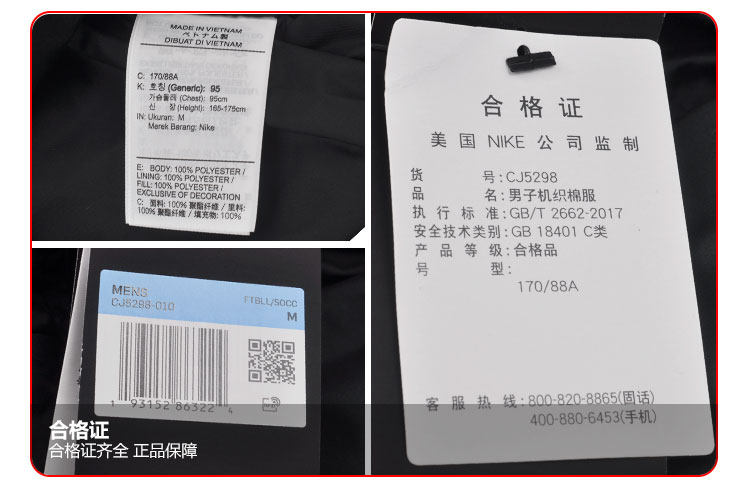 MADE IN VIETNAM
ベトナム製
DIBUAT DI VIETNAM
C: 170/88A
K: 호칭 (Generic): 95
가슴둘레 (Chest): 95cm
신 장 (Height): 165-175cm
IN: Ukuran: M
Merek Barang: Nike
E: BODY: 100% POLYESTER /
LINING: 100% POLYESTER /
FILL: 100% POLYESTER /
EXCLUSIVE OF DECORATION
C: 面料: 100% 聚酯纤维 / 里料:
100% 聚酯纤维 / 填充物: 100%
MENS
CJ5298-010
FTBLL/SOCC
M
1 93152 86322 4
合格证
合格证齐全 正品保障
合格证
美国 NIKE 公司监制
货 号:CJ5298
品 名:男子机织棉服
执行标准:GB/T 2662-2017
安全技术类别:GB 18401 C类
产品等级:合格品
号 型:
170/88A
客服热线:800-820-8865(固话)
400-880-6453(手机)